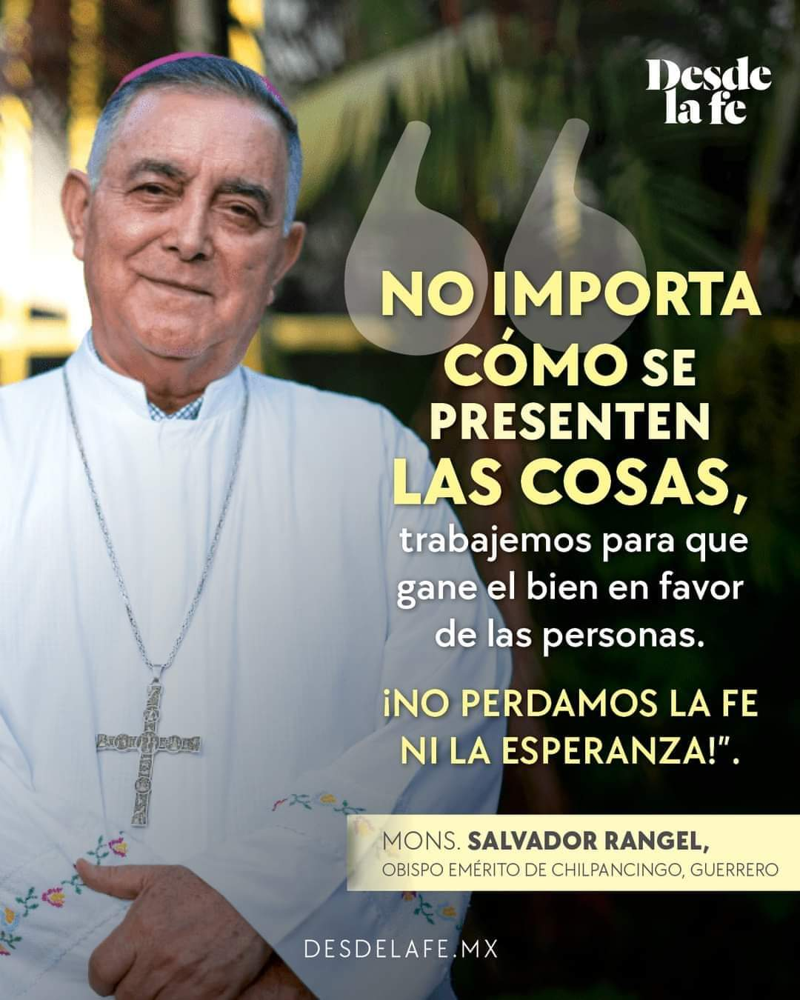 Desde
la fe
NO IMPORTA
CÓMO SE
PRESENTEN
LAS COSAS,
trabajemos para que
gane el bien en favor
de las personas.
¡NO PERDAMOS LA FE
NI LA ESPERANZA!”.
MONS. SALVADOR RANGEL,
OBISPO EMÉRITO DE CHILPANCINGO, GUERRERO
DESDELAFE.MX